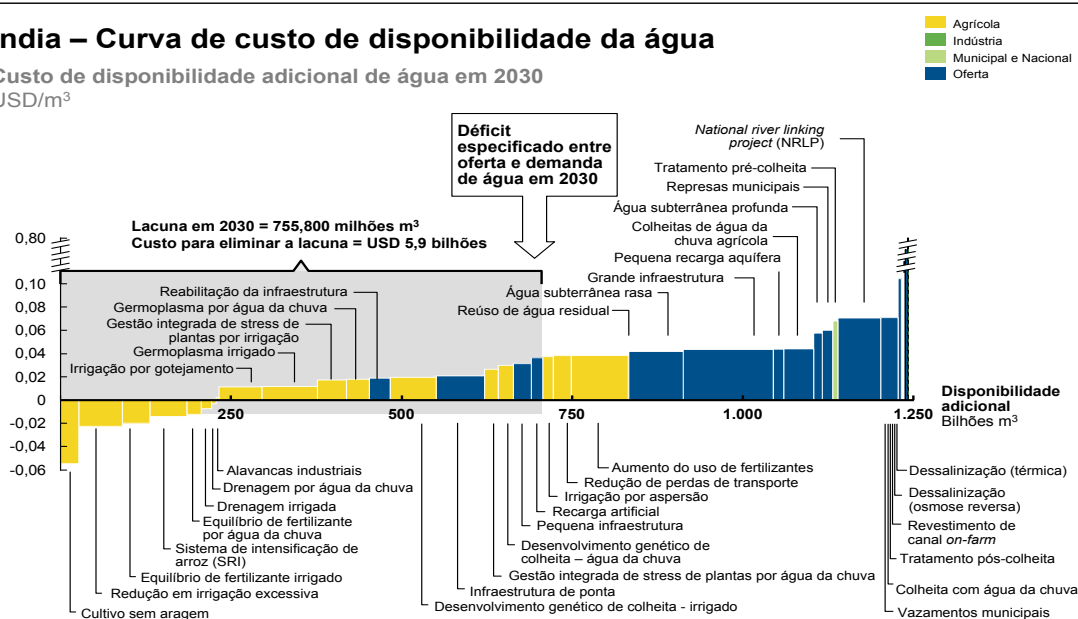 ndia – Curva de custo de disponibilidade da água
Custo de disponibilidade adicional de água em 2030
USD/m³
Agrícola
Indústria
Municipal e Nacional
Oferta
Déficit
especificado entre
oferta e demanda
de água em 2030
National river linking
project (NRLP)
Tratamento pré-colheita
Represas municipais
Água subterrânea profunda
Colheitas de água da
chuva agrícola
Pequena recarga aquífera
Grande infraestrutura
Água subterrânea rasa
Reúso de água residual
Lacuna em 2030 = 755,800 milhões m³
Custo para eliminar a lacuna = USD 5,9 bilhões
Reabilitação da infraestrutura
Germoplasma por água da chuva
Gestão integrada de stress de
plantas por irrigação
Germoplasma irrigado
Irrigação por gotejamento
0,80
0,10
0,08
0,06
0,04
0,02
0
-0,02
-0,04
-0,06
250
500
750
1.000
1.250
Disponibilidade
adicional
Bilhões m³
Alavancas industriais
Drenagem por água da chuva
Drenagem irrigada
Equilíbrio de fertilizante
por água da chuva
Sistema de intensificação de
arroz (SRI)
Equilíbrio de fertilizante irrigado
Redução em irrigação excessiva
Cultivo sem aragem
Aumento do uso de fertilizantes
Redução de perdas de transporte
Irrigação por aspersão
Recarga artificial
Pequena infraestrutura
Desenvolvimento genético de
colheita – água da chuva
Gestão integrada de stress de plantas por água da chuva
Infraestrutura de ponta
Desenvolvimento genético de colheita - irrigado
Dessalinização (térmica)
Dessalinização
(osmose reversa)
Revestimento de
canal on-farm
Tratamento pós-colheita
Colheita com água da chuva
Vazamentos municipais